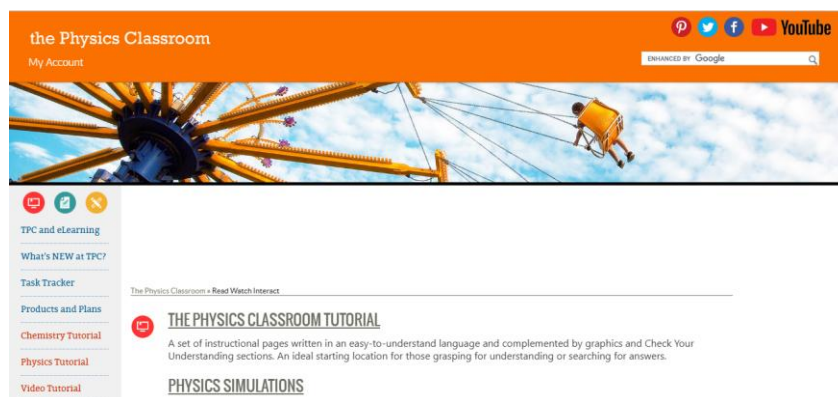 the Physics Classroom
My Account
YouTube
ENHANCED BY Google
TPC and eLearning
What's NEW at TPC?
Task Tracker
Products and Plans
Chemistry Tutorial
Physics Tutorial
Video Tutorial
The Physics Classroom » Read Watch Interact
THE PHYSICS CLASSROOM TUTORIAL
A set of instructional pages written in an easy-to-understand language and complemented by graphics and Check Your
Understanding sections. An ideal starting location for those grasping for understanding or searching for answers.
PHYSICS SIMULATIONS